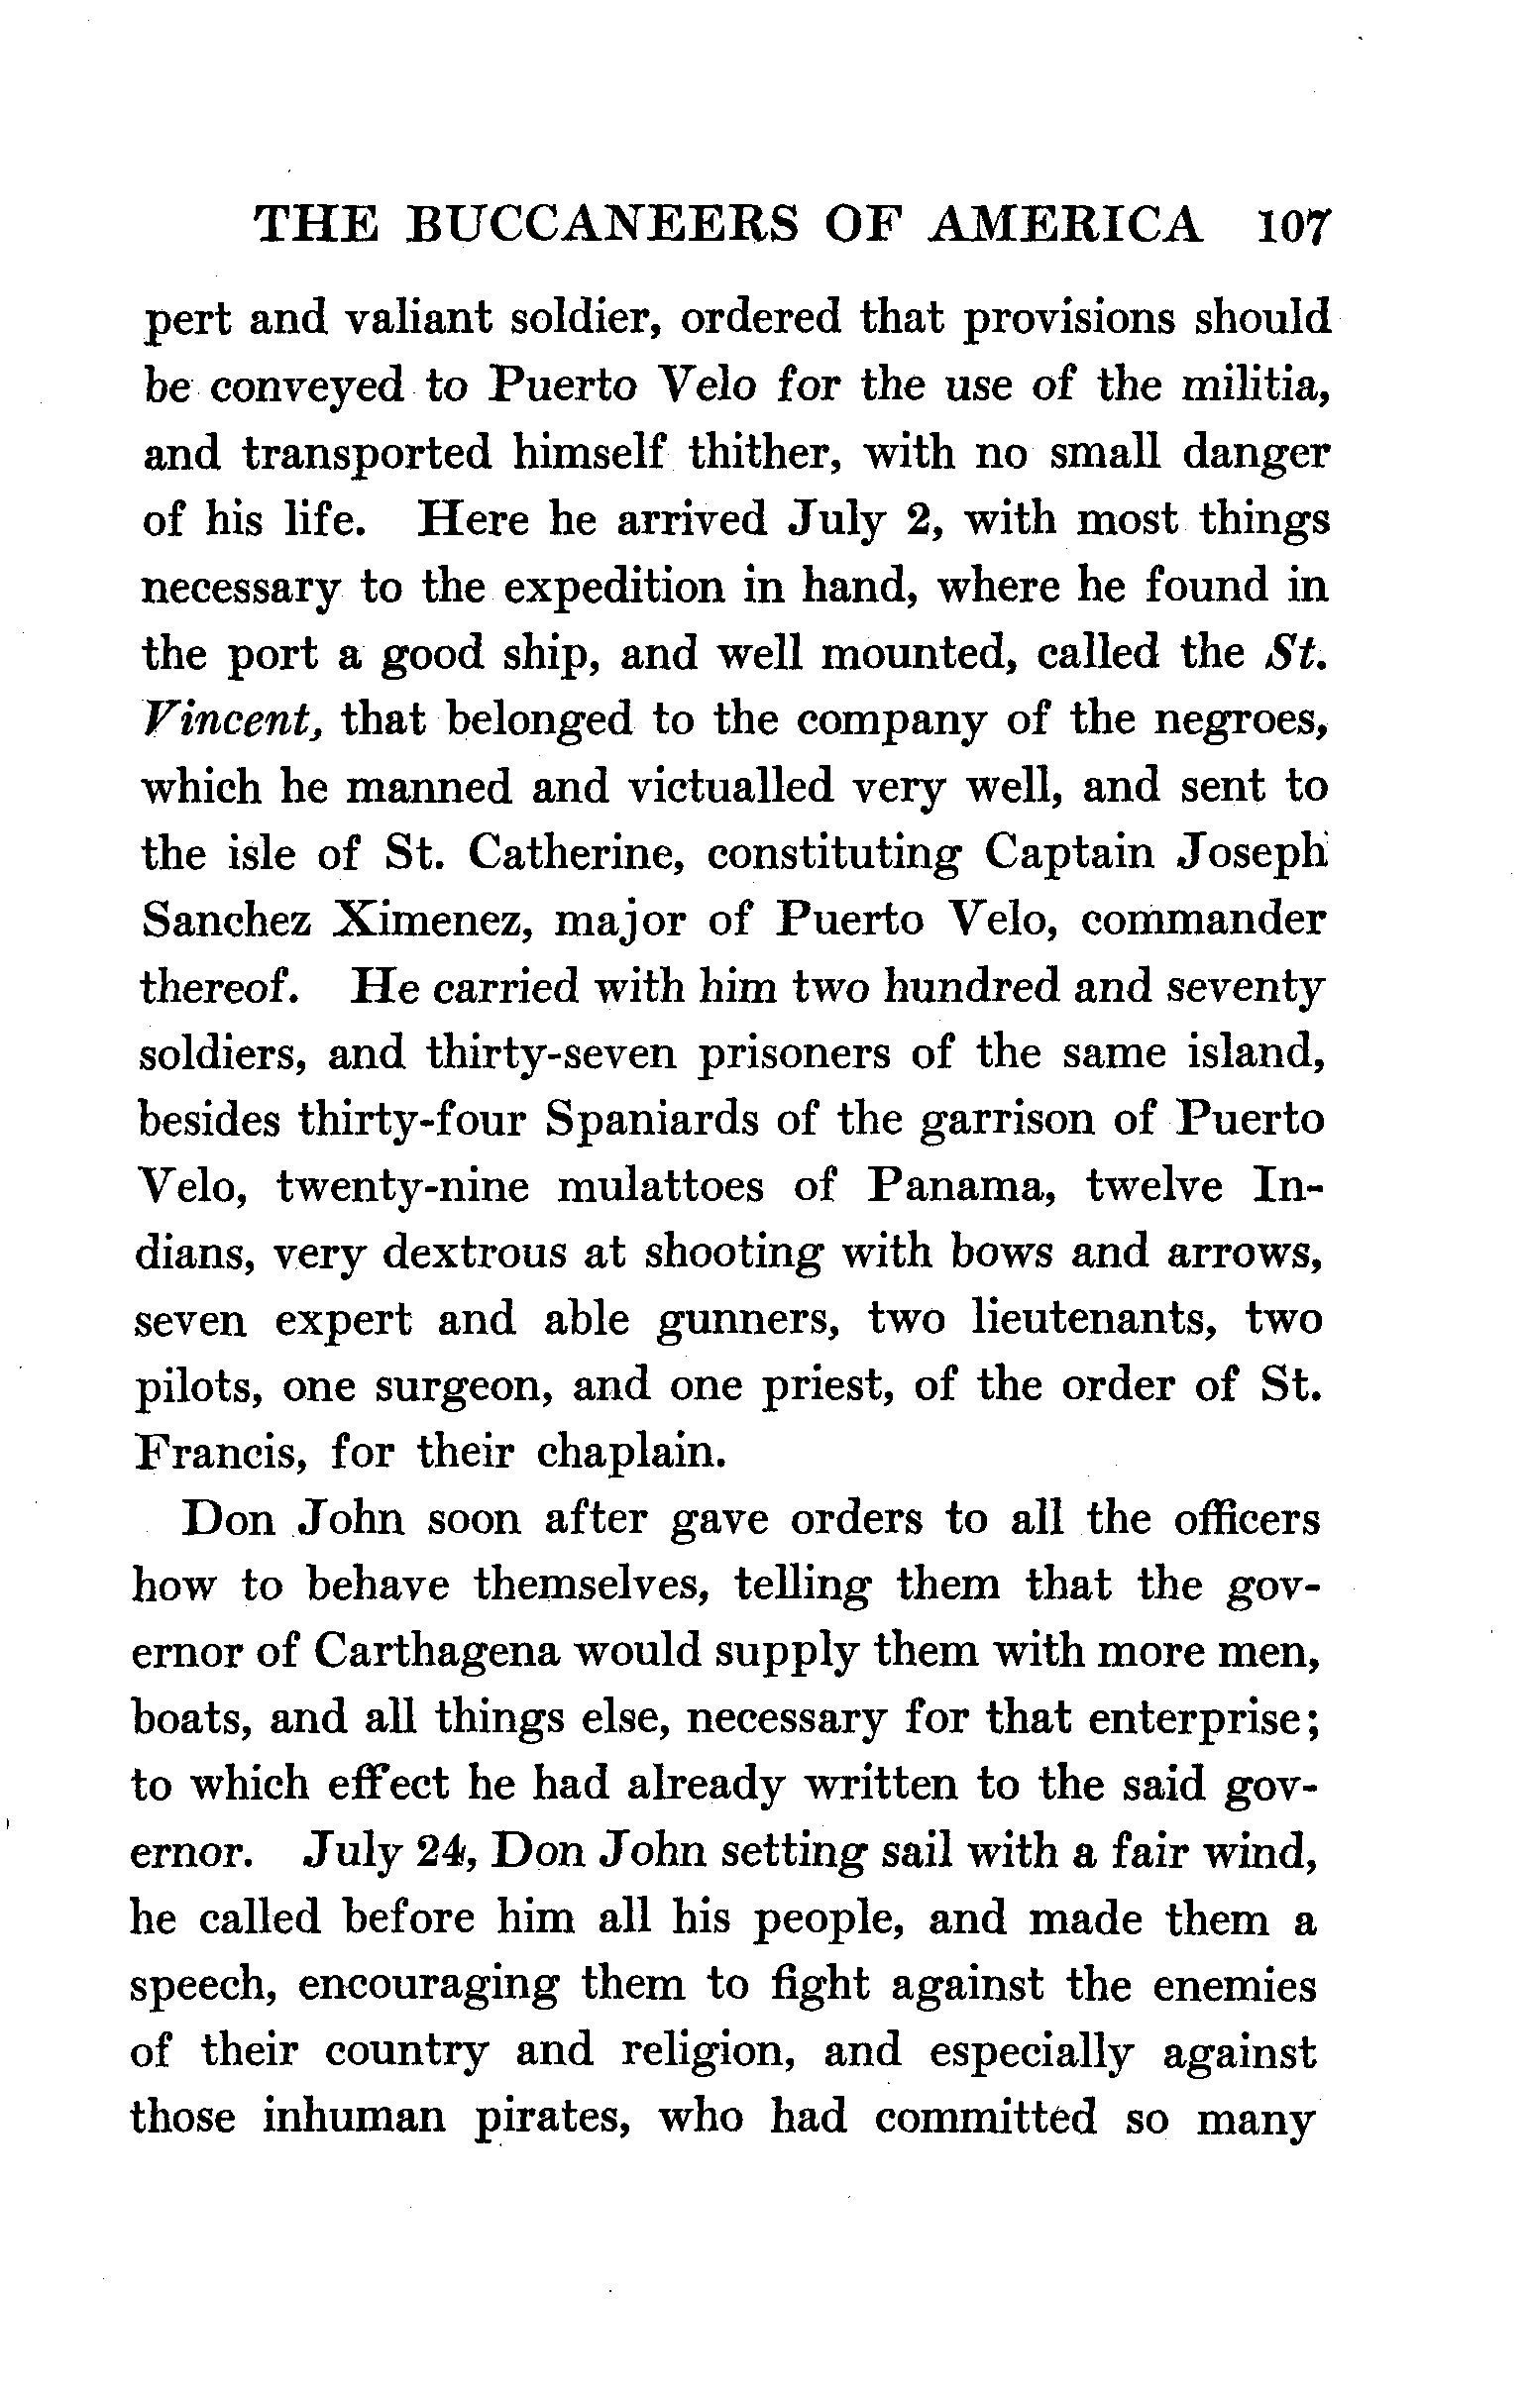 THE BUCCANEERS OF AMERICA 107
pert and valiant soldier, ordered that provisions should
be conveyed to Puerto Velo for the use of the militia,
and transported himself thither, with no small danger
of his life. Here he arrived July 2, with most things
necessary to the expedition in hand, where he found in
the port a good ship, and well mounted, called the St.
Vincent, that belonged to the company of the negroes,
which he manned and victualled very well, and sent to
the isle of St. Catherine, constituting Captain Joseph
Sanchez Ximenez, major of Puerto Velo, commander
thereof. He carried with him two hundred and seventy
soldiers, and thirty-seven prisoners of the same island,
besides thirty-four Spaniards of the garrison of Puerto
Velo, twenty-nine mulattoes of Panama, twelve In-
dians, very dextrous at shooting with bows and arrows,
seven expert and able gunners, two lieutenants, two
pilots, one surgeon, and one priest, of the order of St.
Francis, for their chaplain.
Don John soon after gave orders to all the officers
how to behave themselves, telling them that the gov-
ernor of Carthagena would supply them with more men,
boats, and all things else, necessary for that enterprise;
to which effect he had already written to the said gov-
ernor. July 24, Don John setting sail with a fair wind,
he called before him all his people, and made them a
speech, encouraging them to fight against the enemies
of their country and religion, and especially against
those inhuman pirates, who had committed so many